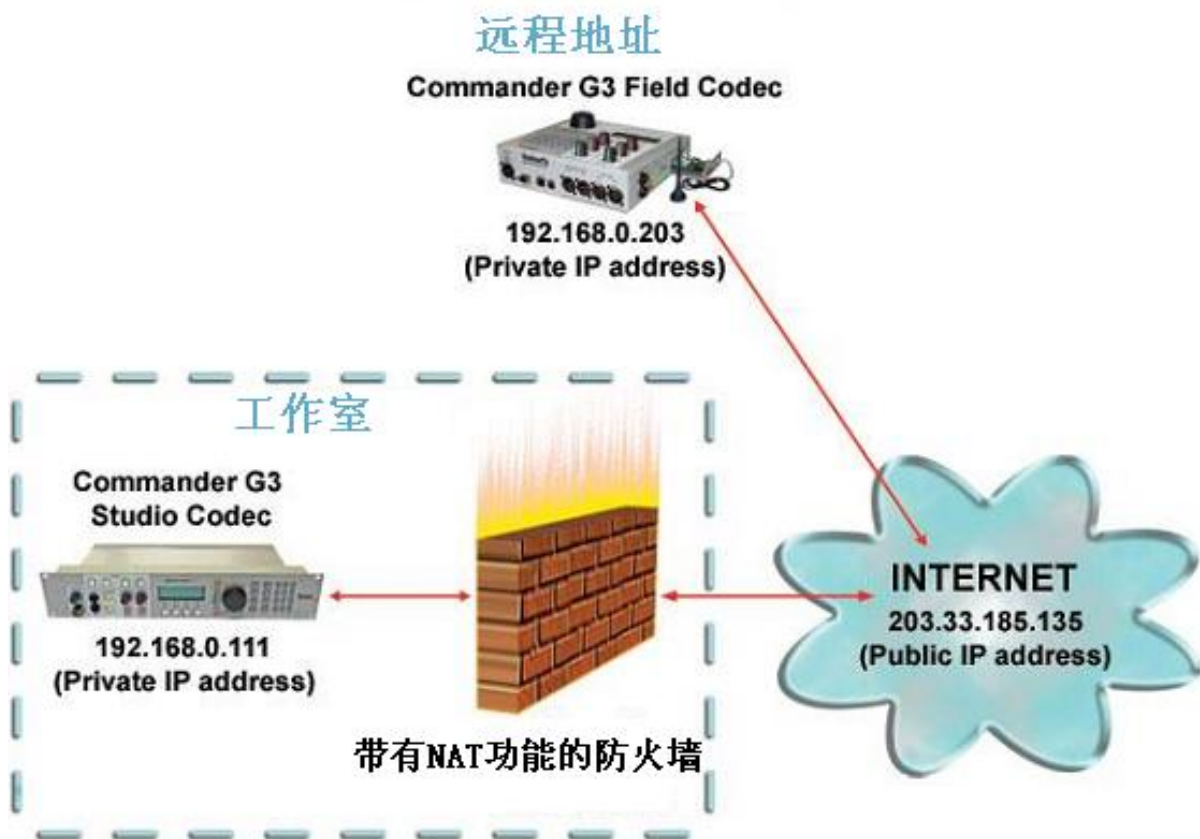 远程地址
Commander G3 Field Codec
192.168.0.203
(Private IP address)
工作室
Commander G3
Studio Codec
192.168.0.111
(Private IP address)
带有NAT功能的防火墙
INTERNET
203.33.185.135
(Public IP address)